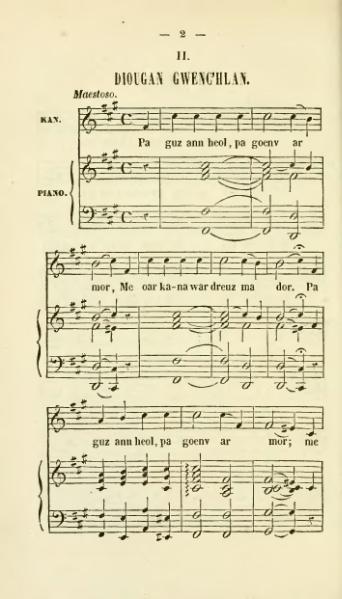 — 2 —
II.
DIOUGAN GWENC'HLAN.
Maestoso.
KAN.
Pa guz ann heol, pa goenv ar
PIANO.
mor, Me oar ka-na war dreuz ma dor. Pa
guz ann heol, pa goenv ar mor; me